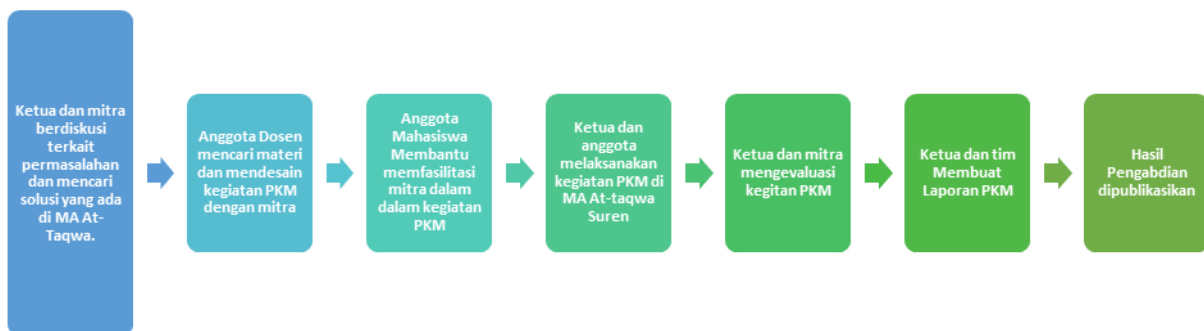 Ketua dan mitra
berdiskusi
terkait
permasalahan
dan mencari
solusi yang ada
di MA At-
Taqwa.
Anggota Dosen
mencari materi
dan mendesain
kegiatan PKM
dengan mitra
Anggota
Mahasiswa
Membantu
memfasilitasi
mitra dalam
dalam kegiatan
PKM
Ketua dan
anggota
melaksanakan
kegiatan PKM di
MA At-taqwa
Suren
Ketua dan mitra
mengevaluasi
kegitan PKM
Ketua dan tim
Membuat
Laporan PKM
Hasil
Pengabdian
dipublikasikan